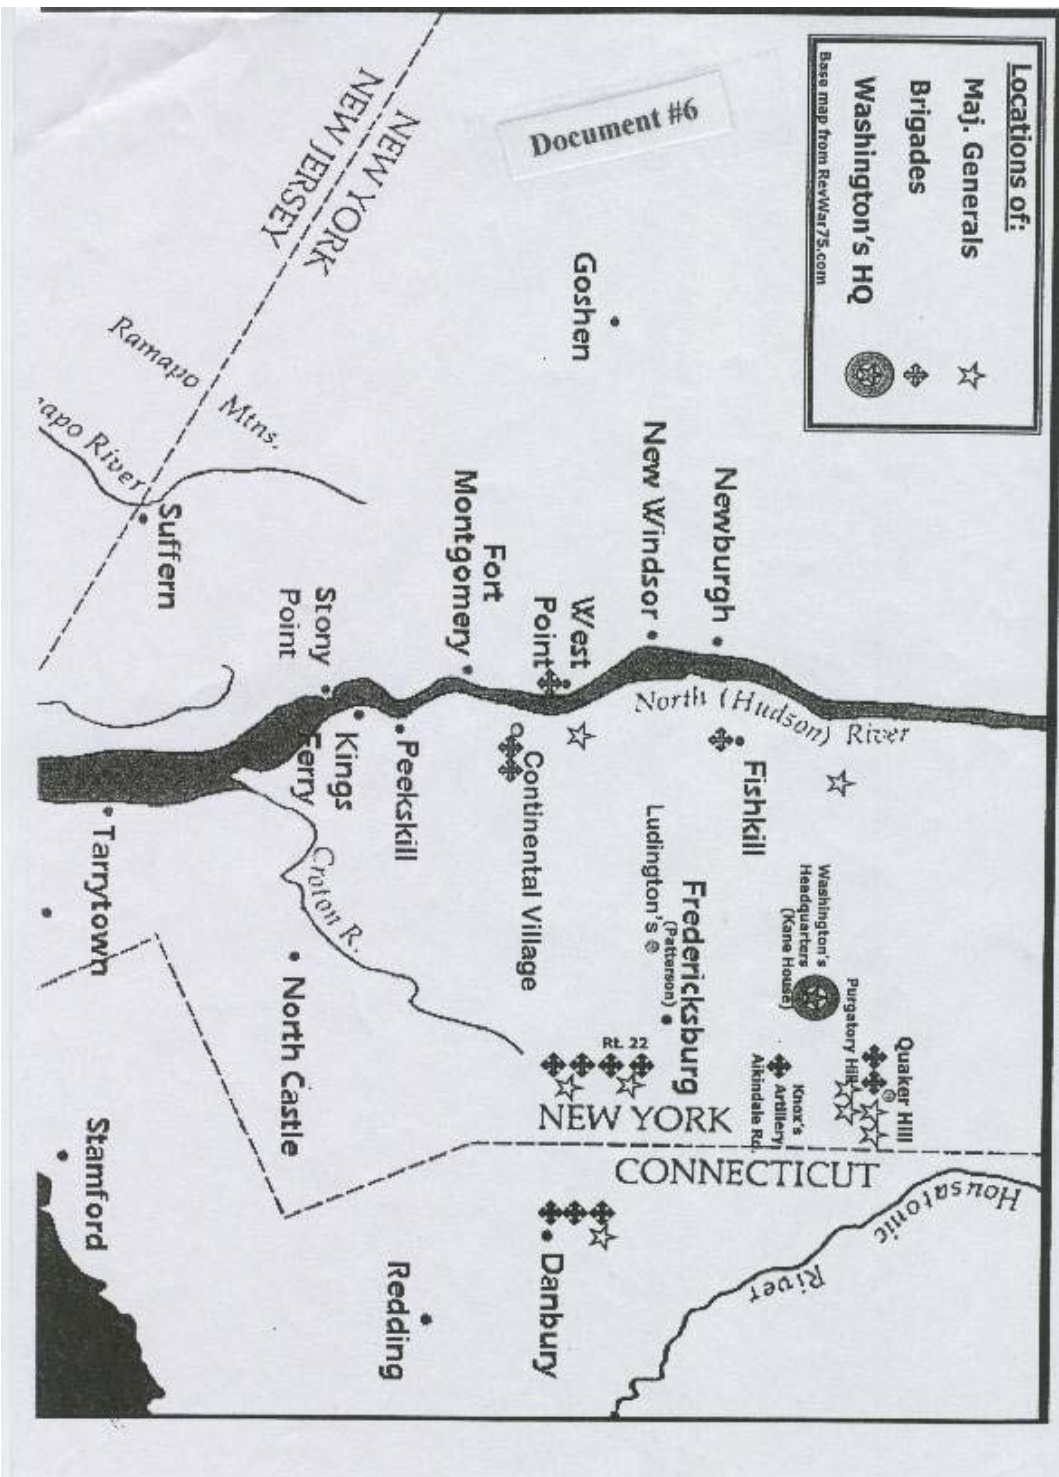 Locations of:
Maj. Generals
Brigades
Washington's HQ
Base map from RevWar75.com
Document #6
NEW YORK
NEW JERSEY
Goshen
Ramapo
Mtns.
apo River
Suffern
Newburgh
New Windsor
West
Point
Fort
Montgomery
Stony
Point
North (Hudson) River
Fishkill
Continental Village
Peekskill
Kings
Ferry
Tarrytown
Croton R.
North Castle
Ludington's
Fredericksburg
(Patterson)
Washington's
Headquarters
(Kane House)
Purgatory Hill
Quaker Hill
Knox's
Artillery
Aikindale Rd.
Rt. 22
NEW YORK
CONNECTICUT
Housatonic
River
Danbury
Redding
Stamford